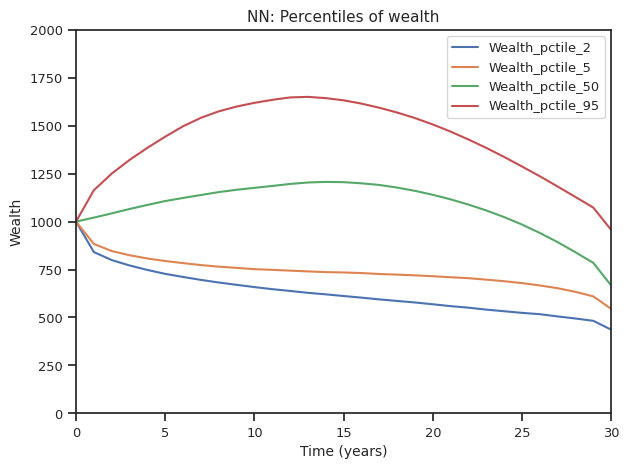 NN: Percentiles of wealth
Wealth_pctile_2
Wealth_pctile_5
Wealth_pctile_50
Wealth_pctile_95
2000
1750
1500
1250
1000
750
500
250
0
Wealth
0 5 10 15 20 25 30
Time (years)